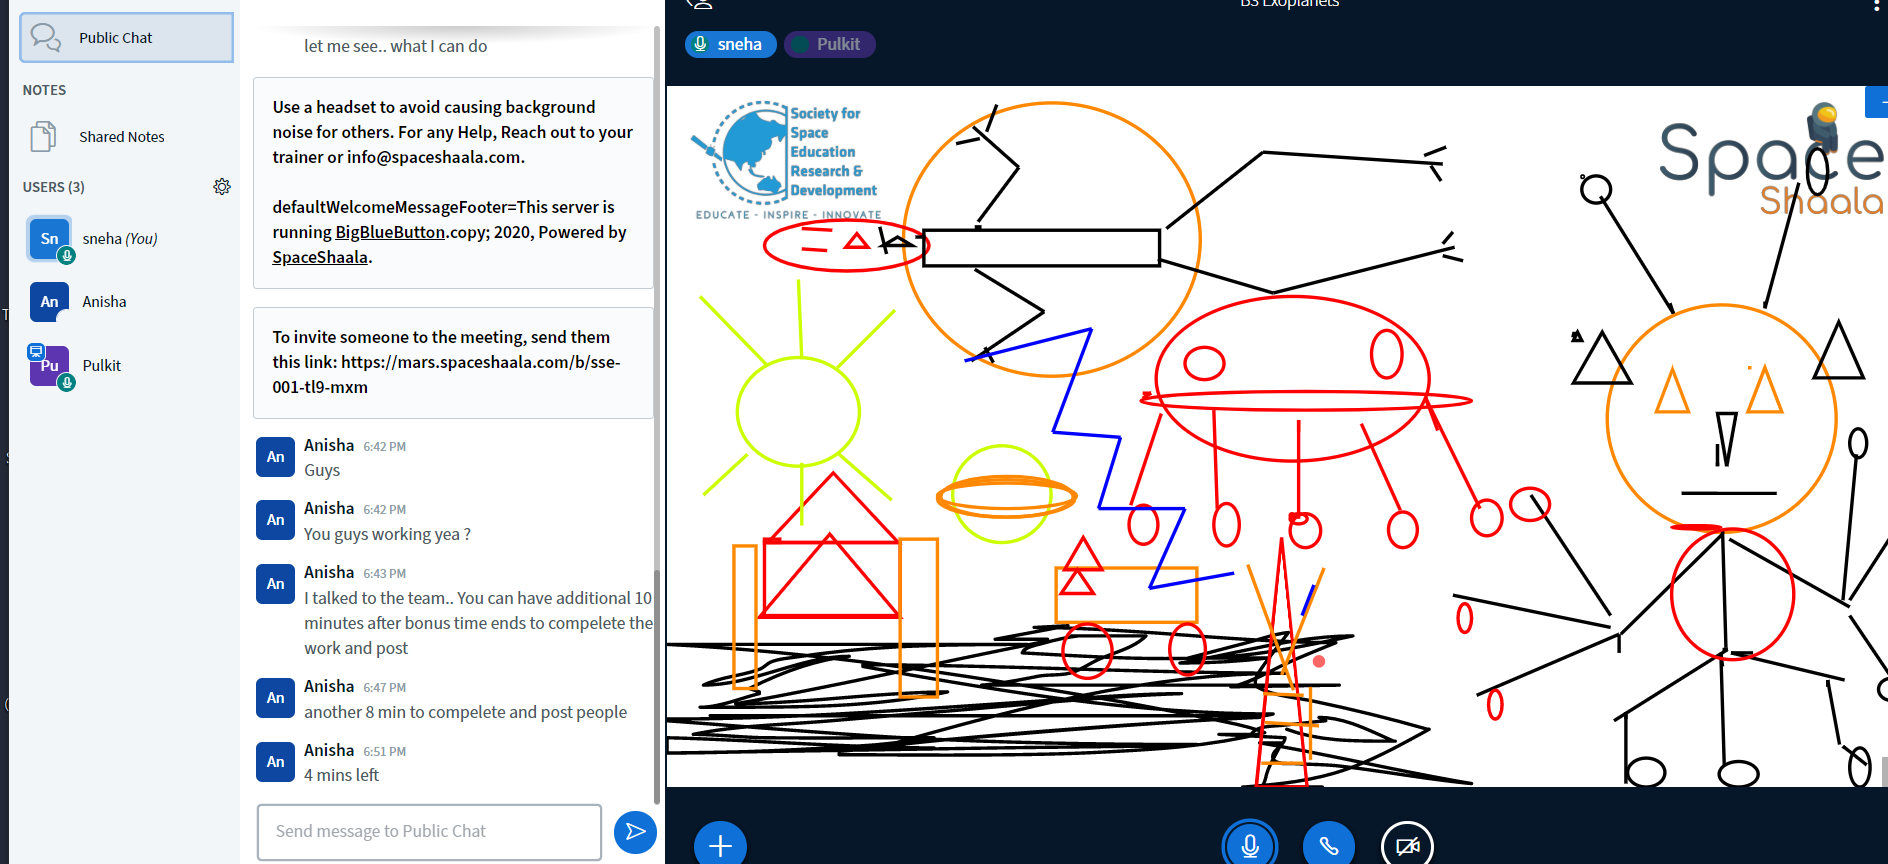 Public Chat
NOTES
Shared Notes
USERS (3)
Sn
sneha (You)
An
Anisha
Pu
Pulkit
let me see.. what I can do
Use a headset to avoid causing background
noise for others. For any Help, Reach out to your
trainer or info@spaceshaala.com.
defaultWelcomeMessageFooter=This server is
running BigBlueButton.copy; 2020, Powered by
SpaceShaala.
To invite someone to the meeting, send them
this link: https://mars.spaceshaala.com/b/sse-
001-tl9-mxm
An
Anisha 6:42 PM
Guys
An
Anisha 6:42 PM
You guys working yea ?
An
Anisha 6:43 PM
I talked to the team.. You can have additional 10
minutes after bonus time ends to compelete the
work and post
An
Anisha 6:47 PM
another 8 min to compelete and post people
An
Anisha 6:51 PM
4 mins left
Send message to Public Chat
B3 Exoplanets
sneha
Pulkit
Society for
Space
Education
Research &
Development
EDUCATE - INSPIRE - INNOVATE
Space
Shaala